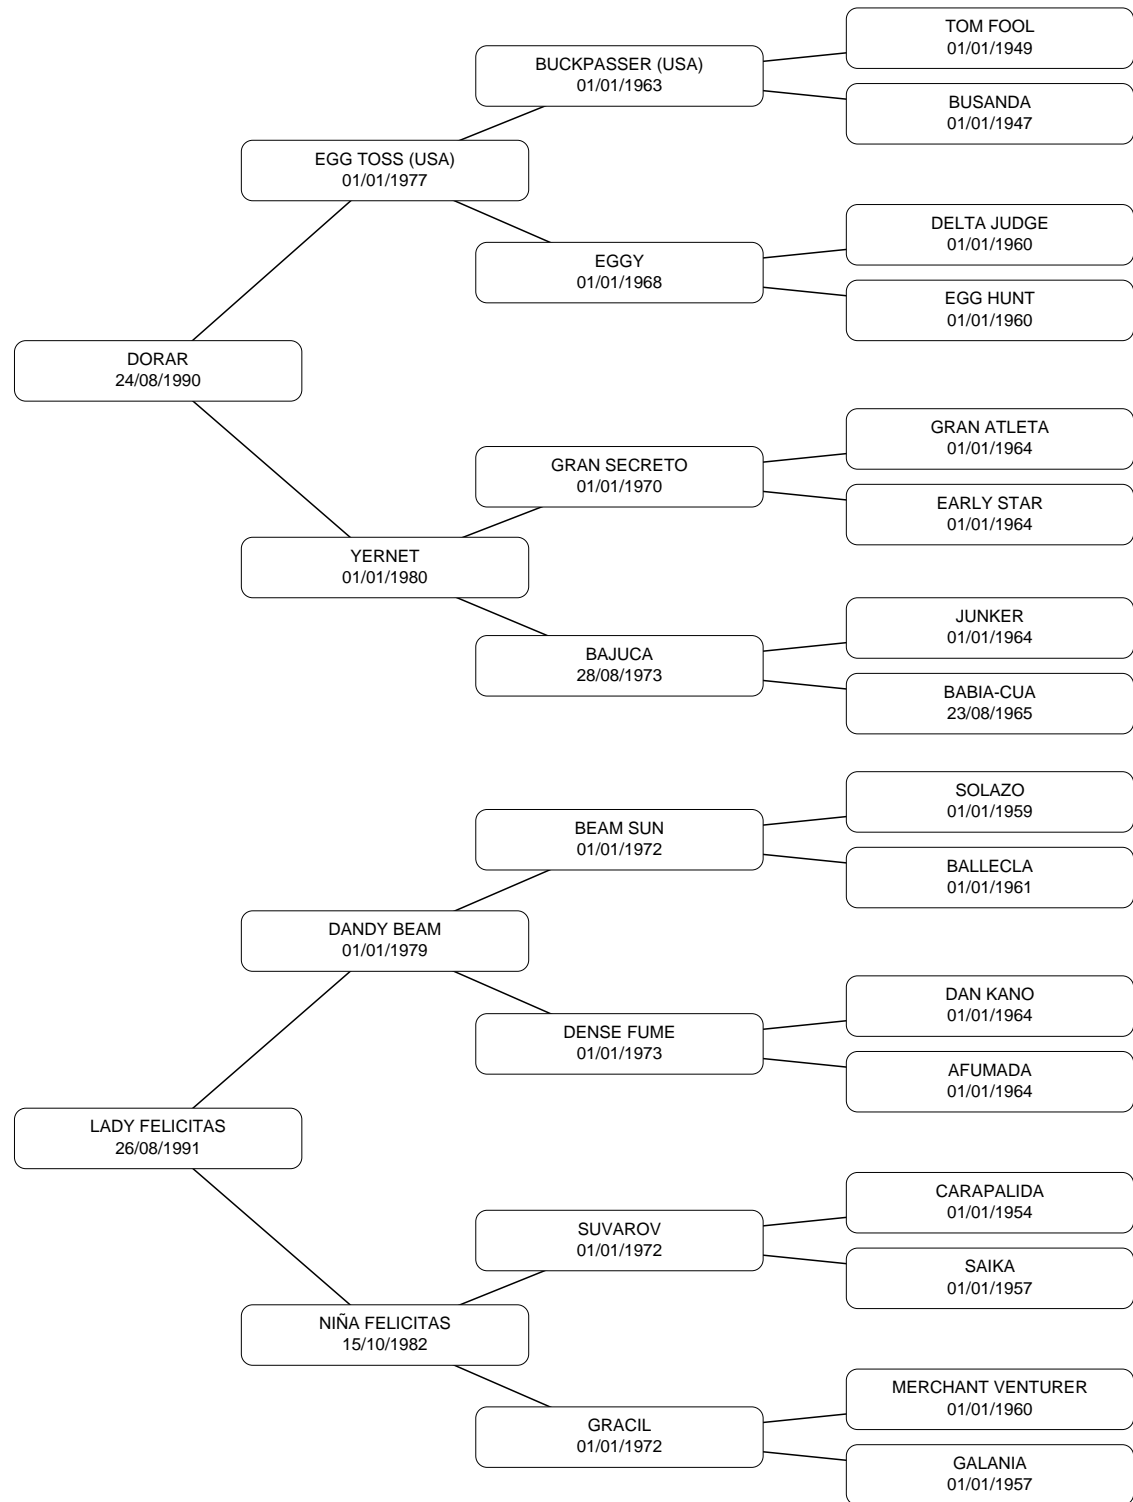 TOM FOOL
01/01/1949
BUCKPASSER (USA)
01/01/1963
BUSANDA
01/01/1947
EGG TOSS (USA)
01/01/1977
DELTA JUDGE
01/01/1960
EGGY
01/01/1968
EGG HUNT
01/01/1960
DORAR
24/08/1990
GRAN ATLETA
01/01/1964
GRAN SECRETO
01/01/1970
EARLY STAR
01/01/1964
YERNET
01/01/1980
JUNKER
01/01/1964
BAJUCA
28/08/1973
BABIA-CUA
23/08/1965
SOLAZO
01/01/1959
BEAM SUN
01/01/1972
BALLECLA
01/01/1961
DANDY BEAM
01/01/1979
DAN KANO
01/01/1964
DENSE FUME
01/01/1973
AFUMADA
01/01/1964
LADY FELICITAS
26/08/1991
CARAPALIDA
01/01/1954
SUVAROV
01/01/1972
SAIKA
01/01/1957
NIÑA FELICITAS
15/10/1982
MERCHANT VENTURER
01/01/1960
GRACIL
01/01/1972
GALANIA
01/01/1957